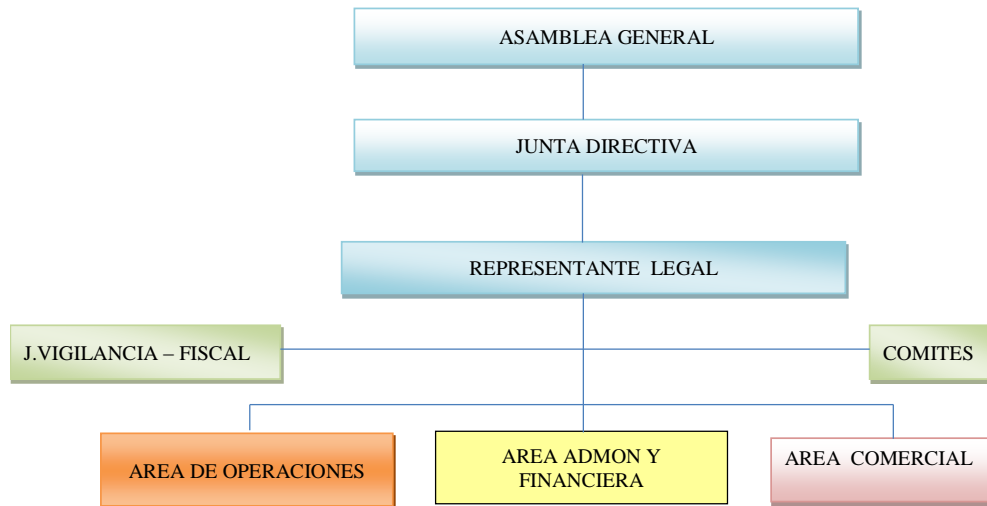 ASAMBLEA GENERAL
JUNTA DIRECTIVA
REPRESENTANTE LEGAL
J.VIGILANCIA – FISCAL
COMITES
AREA DE OPERACIONES
AREA ADMON Y
FINANCIERA
AREA COMERCIAL